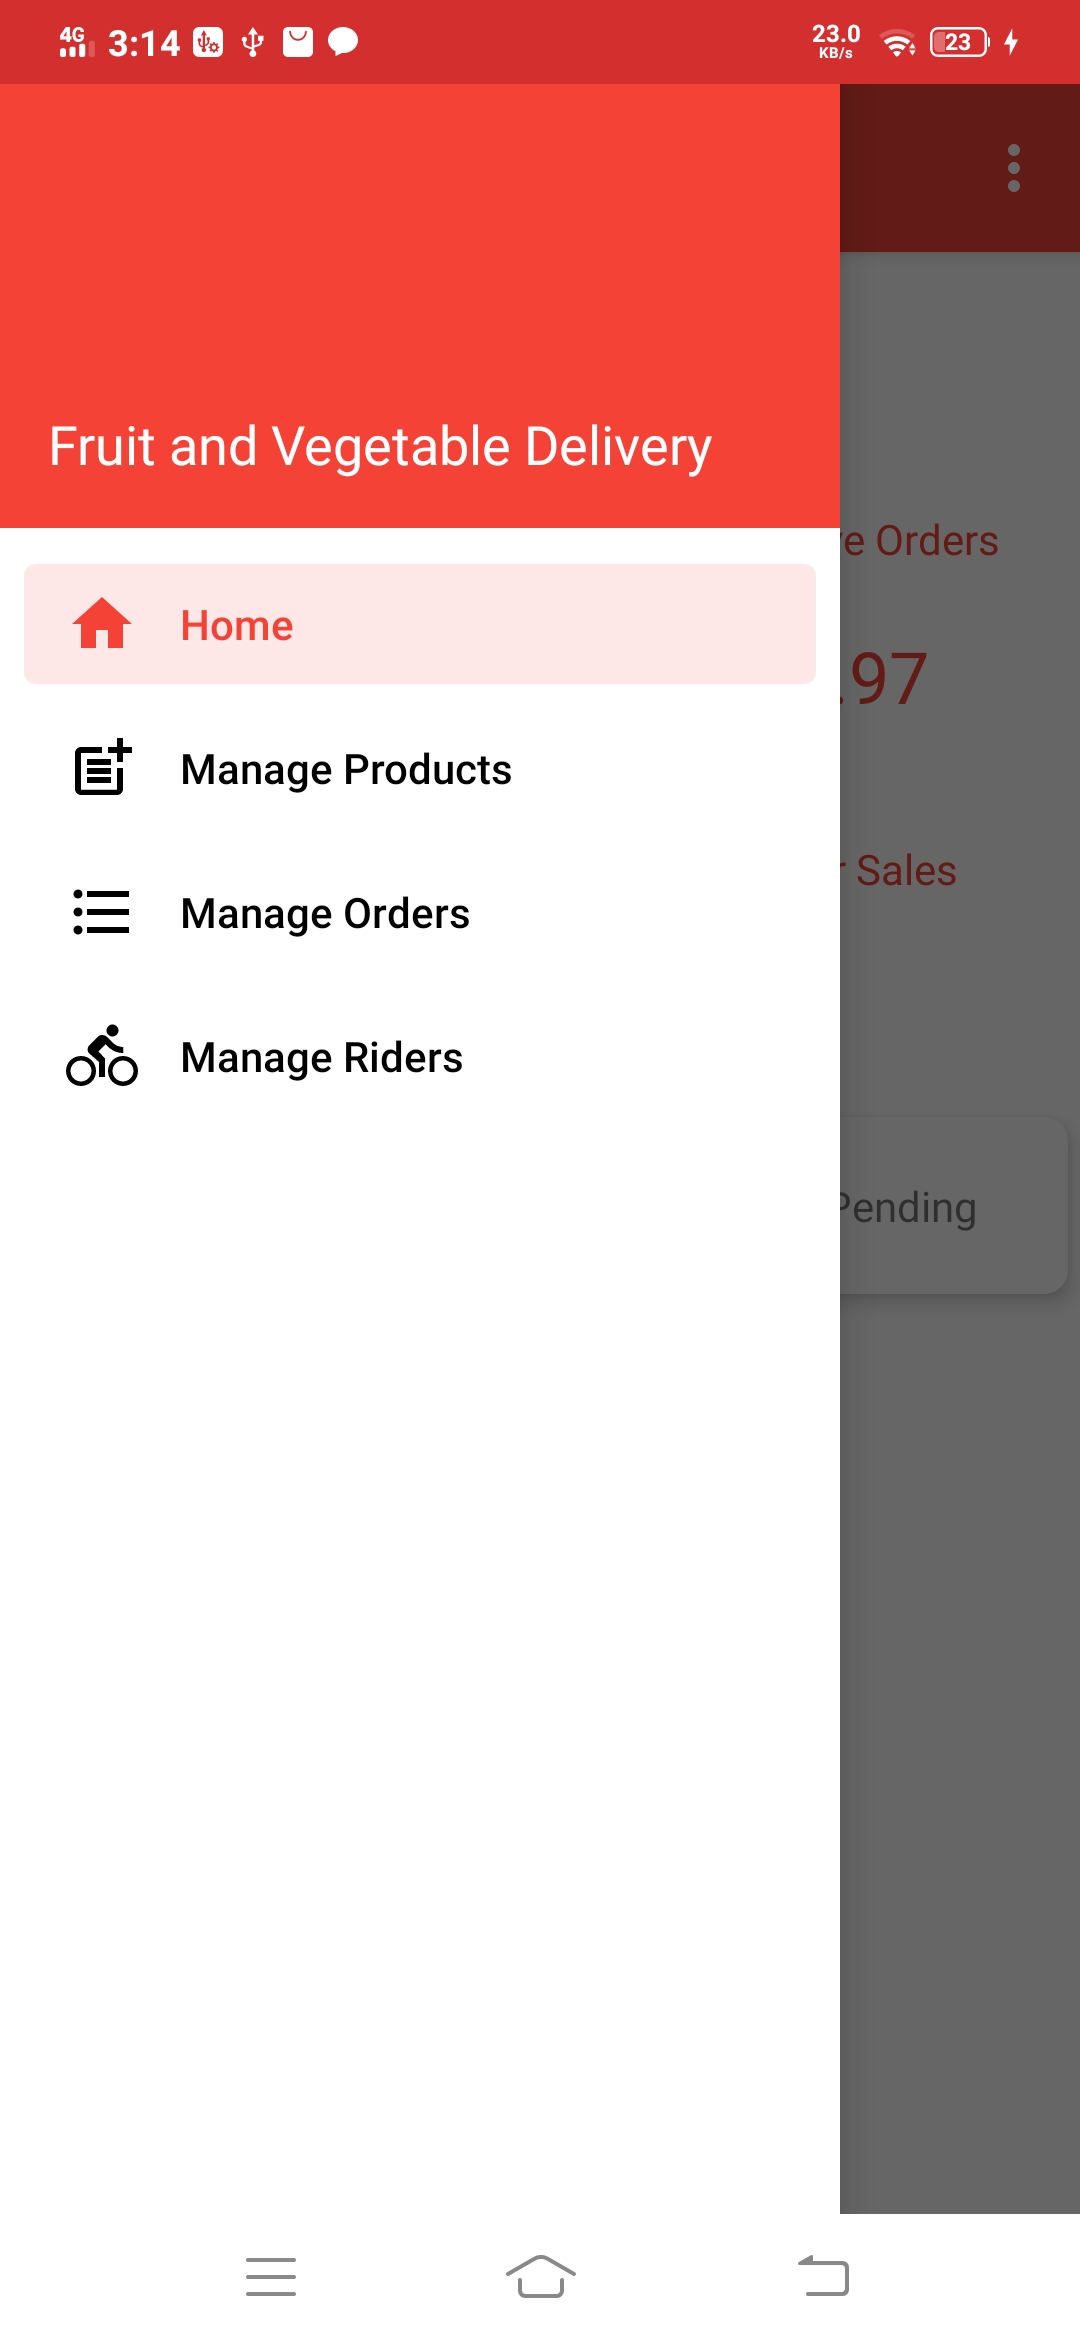 4G 3:14 23.0 KB/s 23
Fruit and Vegetable Delivery
Home
Manage Products
Manage Orders
Manage Riders
Orders
.97
Sales
Pending